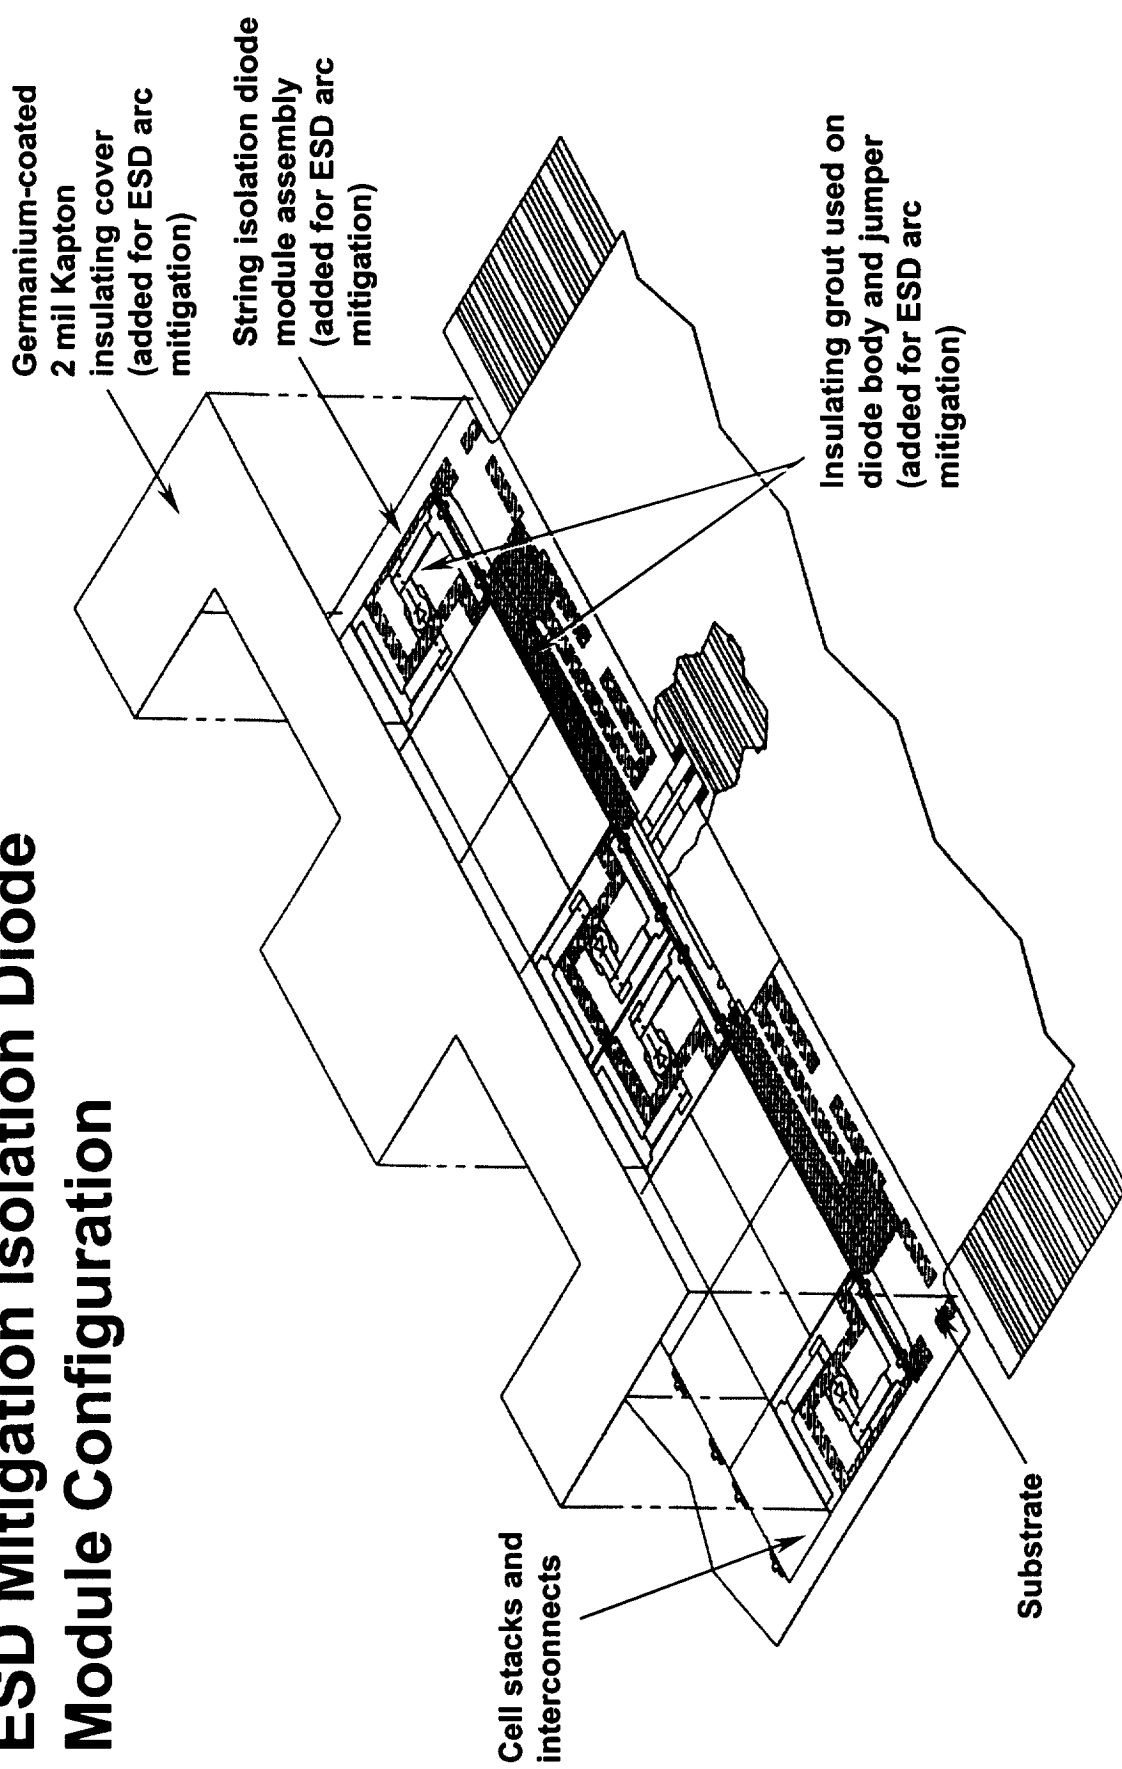 ESD Mitigation Isolation Diode
Module Configuration
Germanium-coated
2 mil Kapton
insulating cover
(added for ESD arc
mitigation)
String isolation diode
module assembly
(added for ESD arc
mitigation)
Insulating grout used on
diode body and jumper
(added for ESD arc
mitigation)
Cell stacks and
interconnects
Substrate